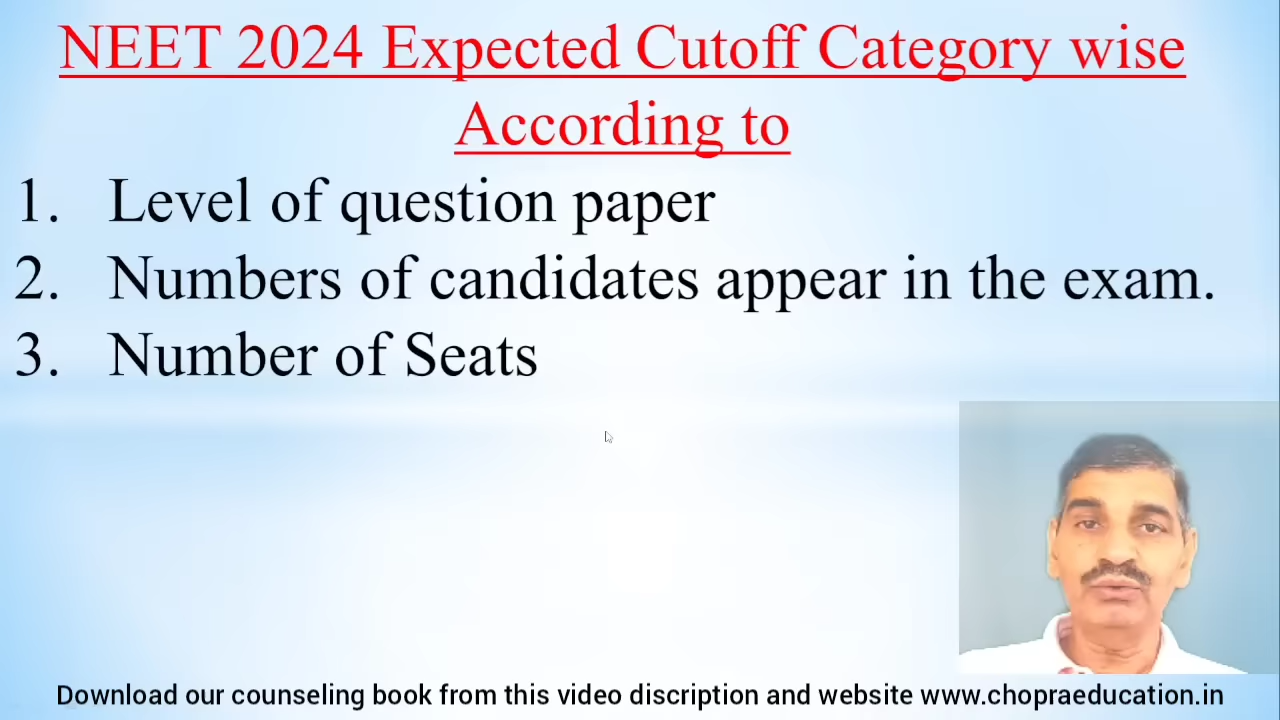 NEET 2024 Expected Cutoff Category wise
According to
1. Level of question paper
2. Numbers of candidates appear in the exam.
3. Number of Seats
Download our counseling book from this video discription and website www.chopraeducation.in